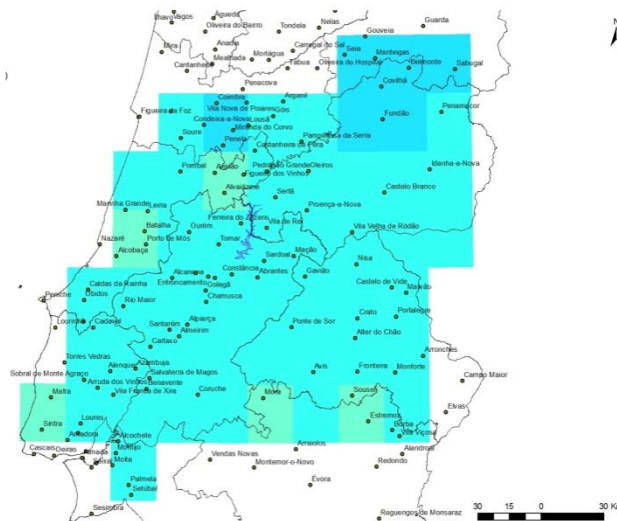 Ílhavo
Vagos
Águeda
Oliveira do Bairro
Tondela
Nelas
Guarda
Gouveia
N
Mira
Anadia
Mealhada
Mortágua
Carregal do Sal
Seia
Manteigas
Cantanhede
Tábua
Oliveira do Hospital
Belmonte
Sabugal
Penacova
Covilhã
)
Coimbra
Arganil
Figueira da Foz
Vila Nova de Poiares
Góis
Fundão
Penamacor
Condeixa-a-Nova
Lousã
Miranda do Corvo
Soure
Penela
Pampilhosa da Serra
Castanheira de Pêra
Pombal
Ansião
Pedrógão Grande
Oleiros
Idanha-a-Nova
Figueiró dos Vinhos
Alvaiázere
Sertã
Castelo Branco
Marinha Grande
Leiria
Proença-a-Nova
Batalha
Ourém
Ferreira do Zêzere
Vila de Rei
Vila Velha de Ródão
Nazaré
Porto de Mós
Tomar
Alcobaça
Sardoal
Mação
Nisa
Alcanena
Constância
Abrantes
Gavião
Entroncamento
Golegã
Castelo de Vide
Caldas da Rainha
Marvão
Peniche
Óbidos
Rio Maior
Chamusca
Crato
Portalegre
Lourinhã
Cadaval
Santarém
Alpiarça
Almeirim
Ponte de Sor
Alter do Chão
Cartaxo
Arronches
Torres Vedras
Alenquer
Azambuja
Avis
Fronteira
Monforte
Sobral de Monte Agraço
Salvaterra de Magos
Campo Maior
Arruda dos Vinhos
Benavente
Mafra
Vila Franca de Xira
Coruche
Mora
Sousel
Elvas
Sintra
Loures
Estremoz
Borba
Amadora
Alcochete
Vila Viçosa
Cascais
Oeiras
Almada
Montijo
Arraiolos
Alandroal
Seixal
Moita
Vendas Novas
Montemor-o-Novo
Redondo
Palmela
Évora
Setúbal
Sesimbra
Reguengos de Monsaraz
30 15 0 30 Ki